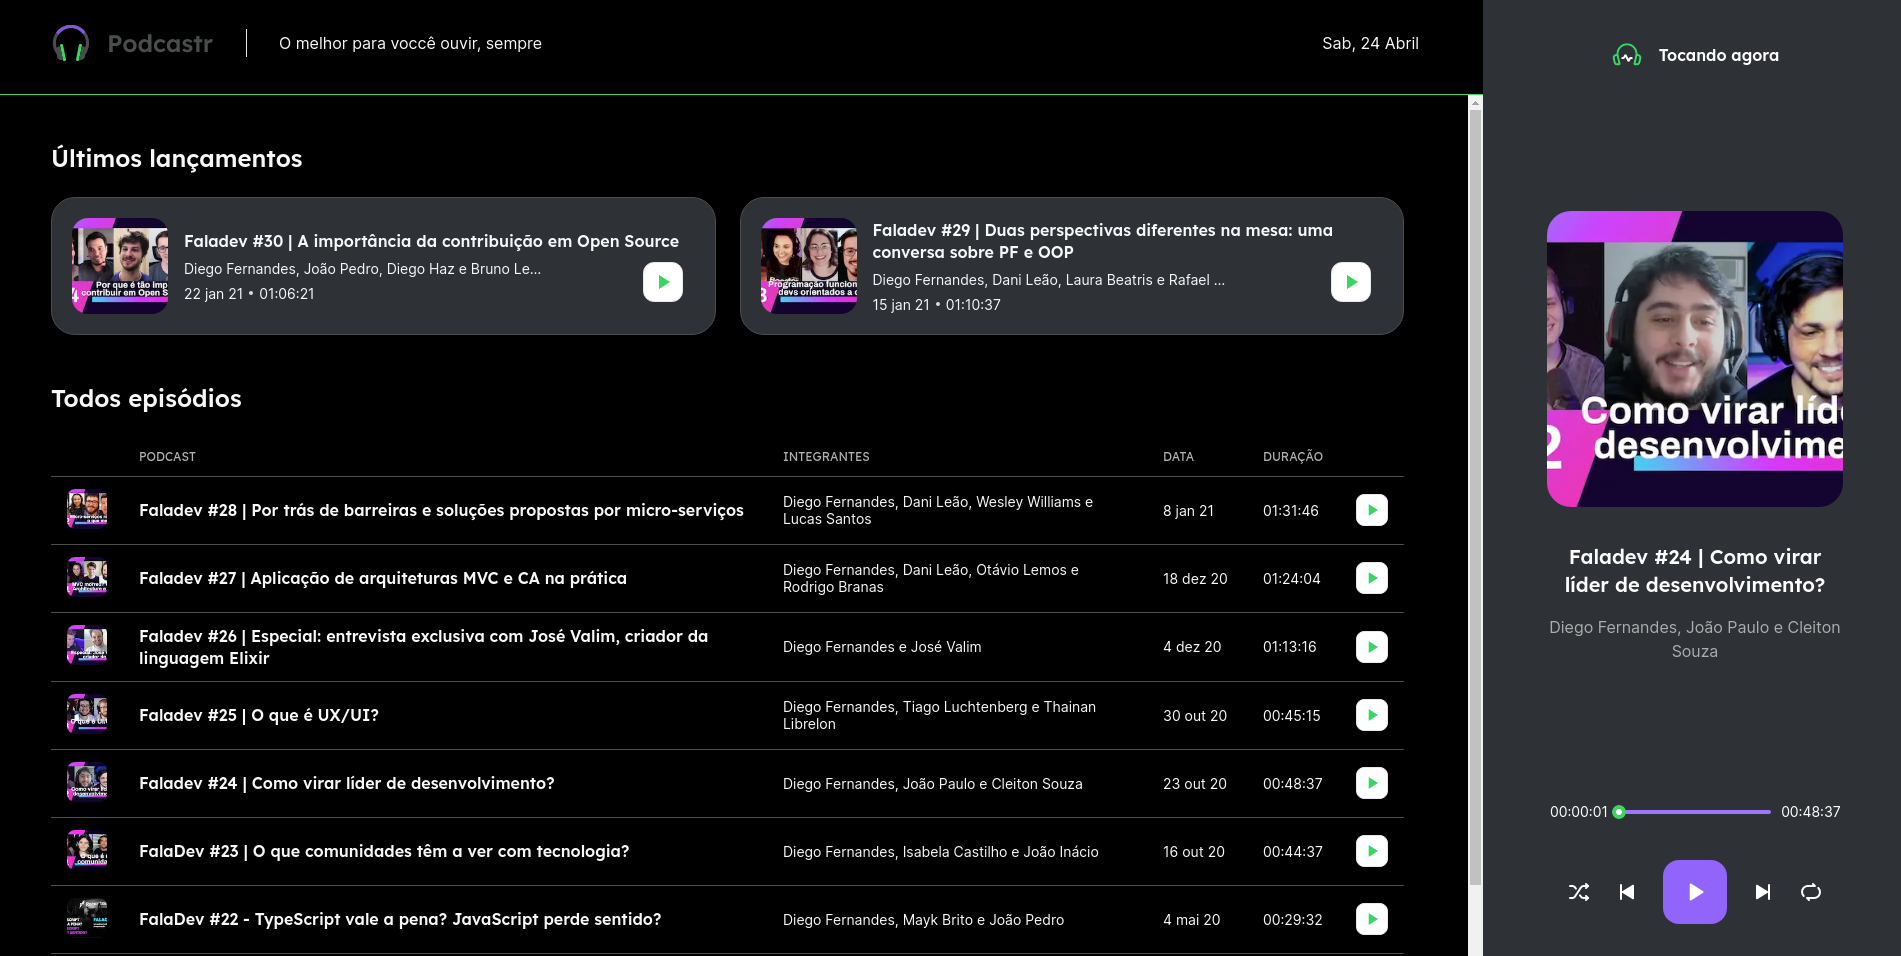 Podcastr
O melhor para voccê ouvir, sempre
Sab, 24 Abril
Últimos lançamentos
Por que é tão imp
contribuir em Open S
Faladev #30 | A importância da contribuição em Open Source
Diego Fernandes, João Pedro, Diego Haz e Bruno Le...
22 jan 21 • 01:06:21
Programação funcion
devs orientados a
Faladev #29 | Duas perspectivas diferentes na mesa: uma
conversa sobre PF e OOP
Diego Fernandes, Dani Leão, Laura Beatris e Rafael ...
15 jan 21 • 01:10:37
Todos episódios
PODCAST INTEGRANTES DATA DURAÇÃO
Faladev #28 | Por trás de barreiras e soluções propostas por micro-serviços
Diego Fernandes, Dani Leão, Wesley Williams e
Lucas Santos
8 jan 21
01:31:46
Faladev #27 | Aplicação de arquiteturas MVC e CA na prática
Diego Fernandes, Dani Leão, Otávio Lemos e
Rodrigo Branas
18 dez 20
01:24:04
Faladev #26 | Especial: entrevista exclusiva com José Valim, criador da
linguagem Elixir
Diego Fernandes e José Valim
4 dez 20
01:13:16
Faladev #25 | O que é UX/UI?
Diego Fernandes, Tiago Luchtenberg e Thainan
Librelon
30 out 20
00:45:15
Faladev #24 | Como virar líder de desenvolvimento?
Diego Fernandes, João Paulo e Cleiton Souza
23 out 20
00:48:37
FalaDev #23 | O que comunidades têm a ver com tecnologia?
Diego Fernandes, Isabela Castilho e João Inácio
16 out 20
00:44:37
FalaDev #22 - TypeScript vale a pena? JavaScript perde sentido?
Diego Fernandes, Mayk Brito e João Pedro
4 mai 20
00:29:32
Tocando agora
Como virar líd
2 desenvolvime
Faladev #24 | Como virar
líder de desenvolvimento?
Diego Fernandes, João Paulo e Cleiton
Souza
00:00:01
00:48:37